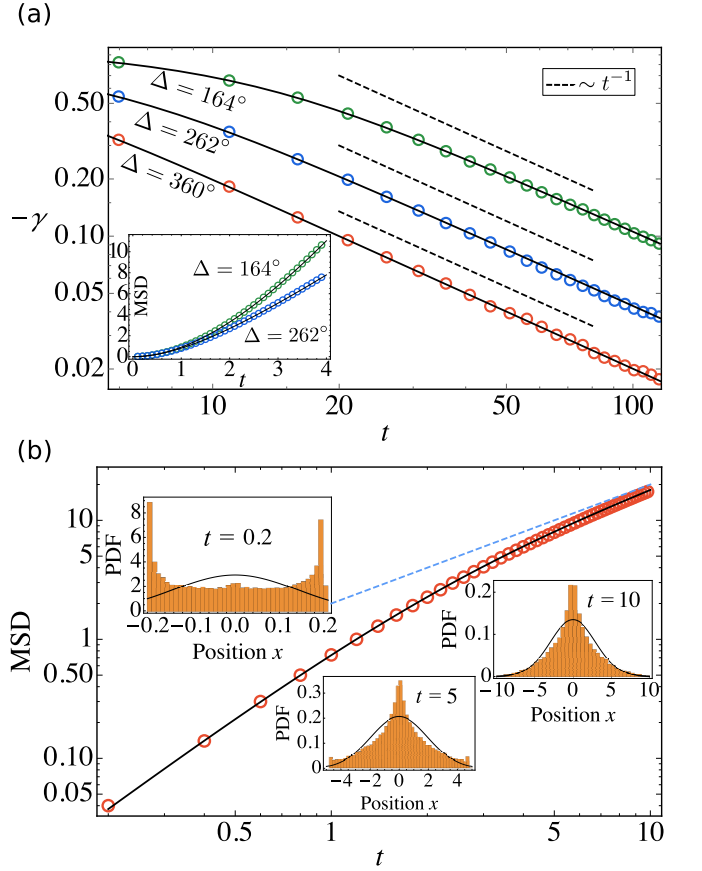 (a)
0.50
0.20
0.10
0.05
0.02
−γ
Δ = 164°
Δ = 262°
Δ = 360°
∼ t⁻¹
10
8
6
4
2
0
MSD
Δ = 164°
Δ = 262°
0 1 2 3 4
t
10 20 50 100
t
(b)
10
5
1
0.50
0.10
0.05
MSD
8
6
4
2
0
PDF
t = 0.2
−0.2 −0.1 0.0 0.1 0.2
Position x
0.2
0.1
0
PDF
t = 10
−10 −5 0 5 10
Position x
0.3
0.2
0.1
0
PDF
t = 5
−4 −2 0 2 4
Position x
0.5 1 5 10
t